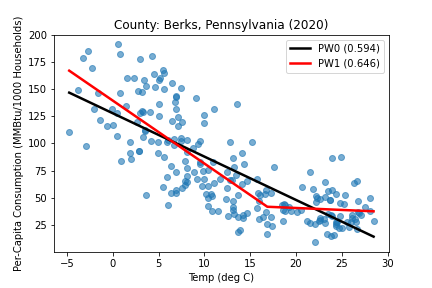 County: Berks, Pennsylvania (2020)
Per-Capita Consumption (MMBtu/1000 Households)
200
175
150
125
100
75
50
25
PW0 (0.594)
PW1 (0.646)
−5 0 5 10 15 20 25 30
Temp (deg C)